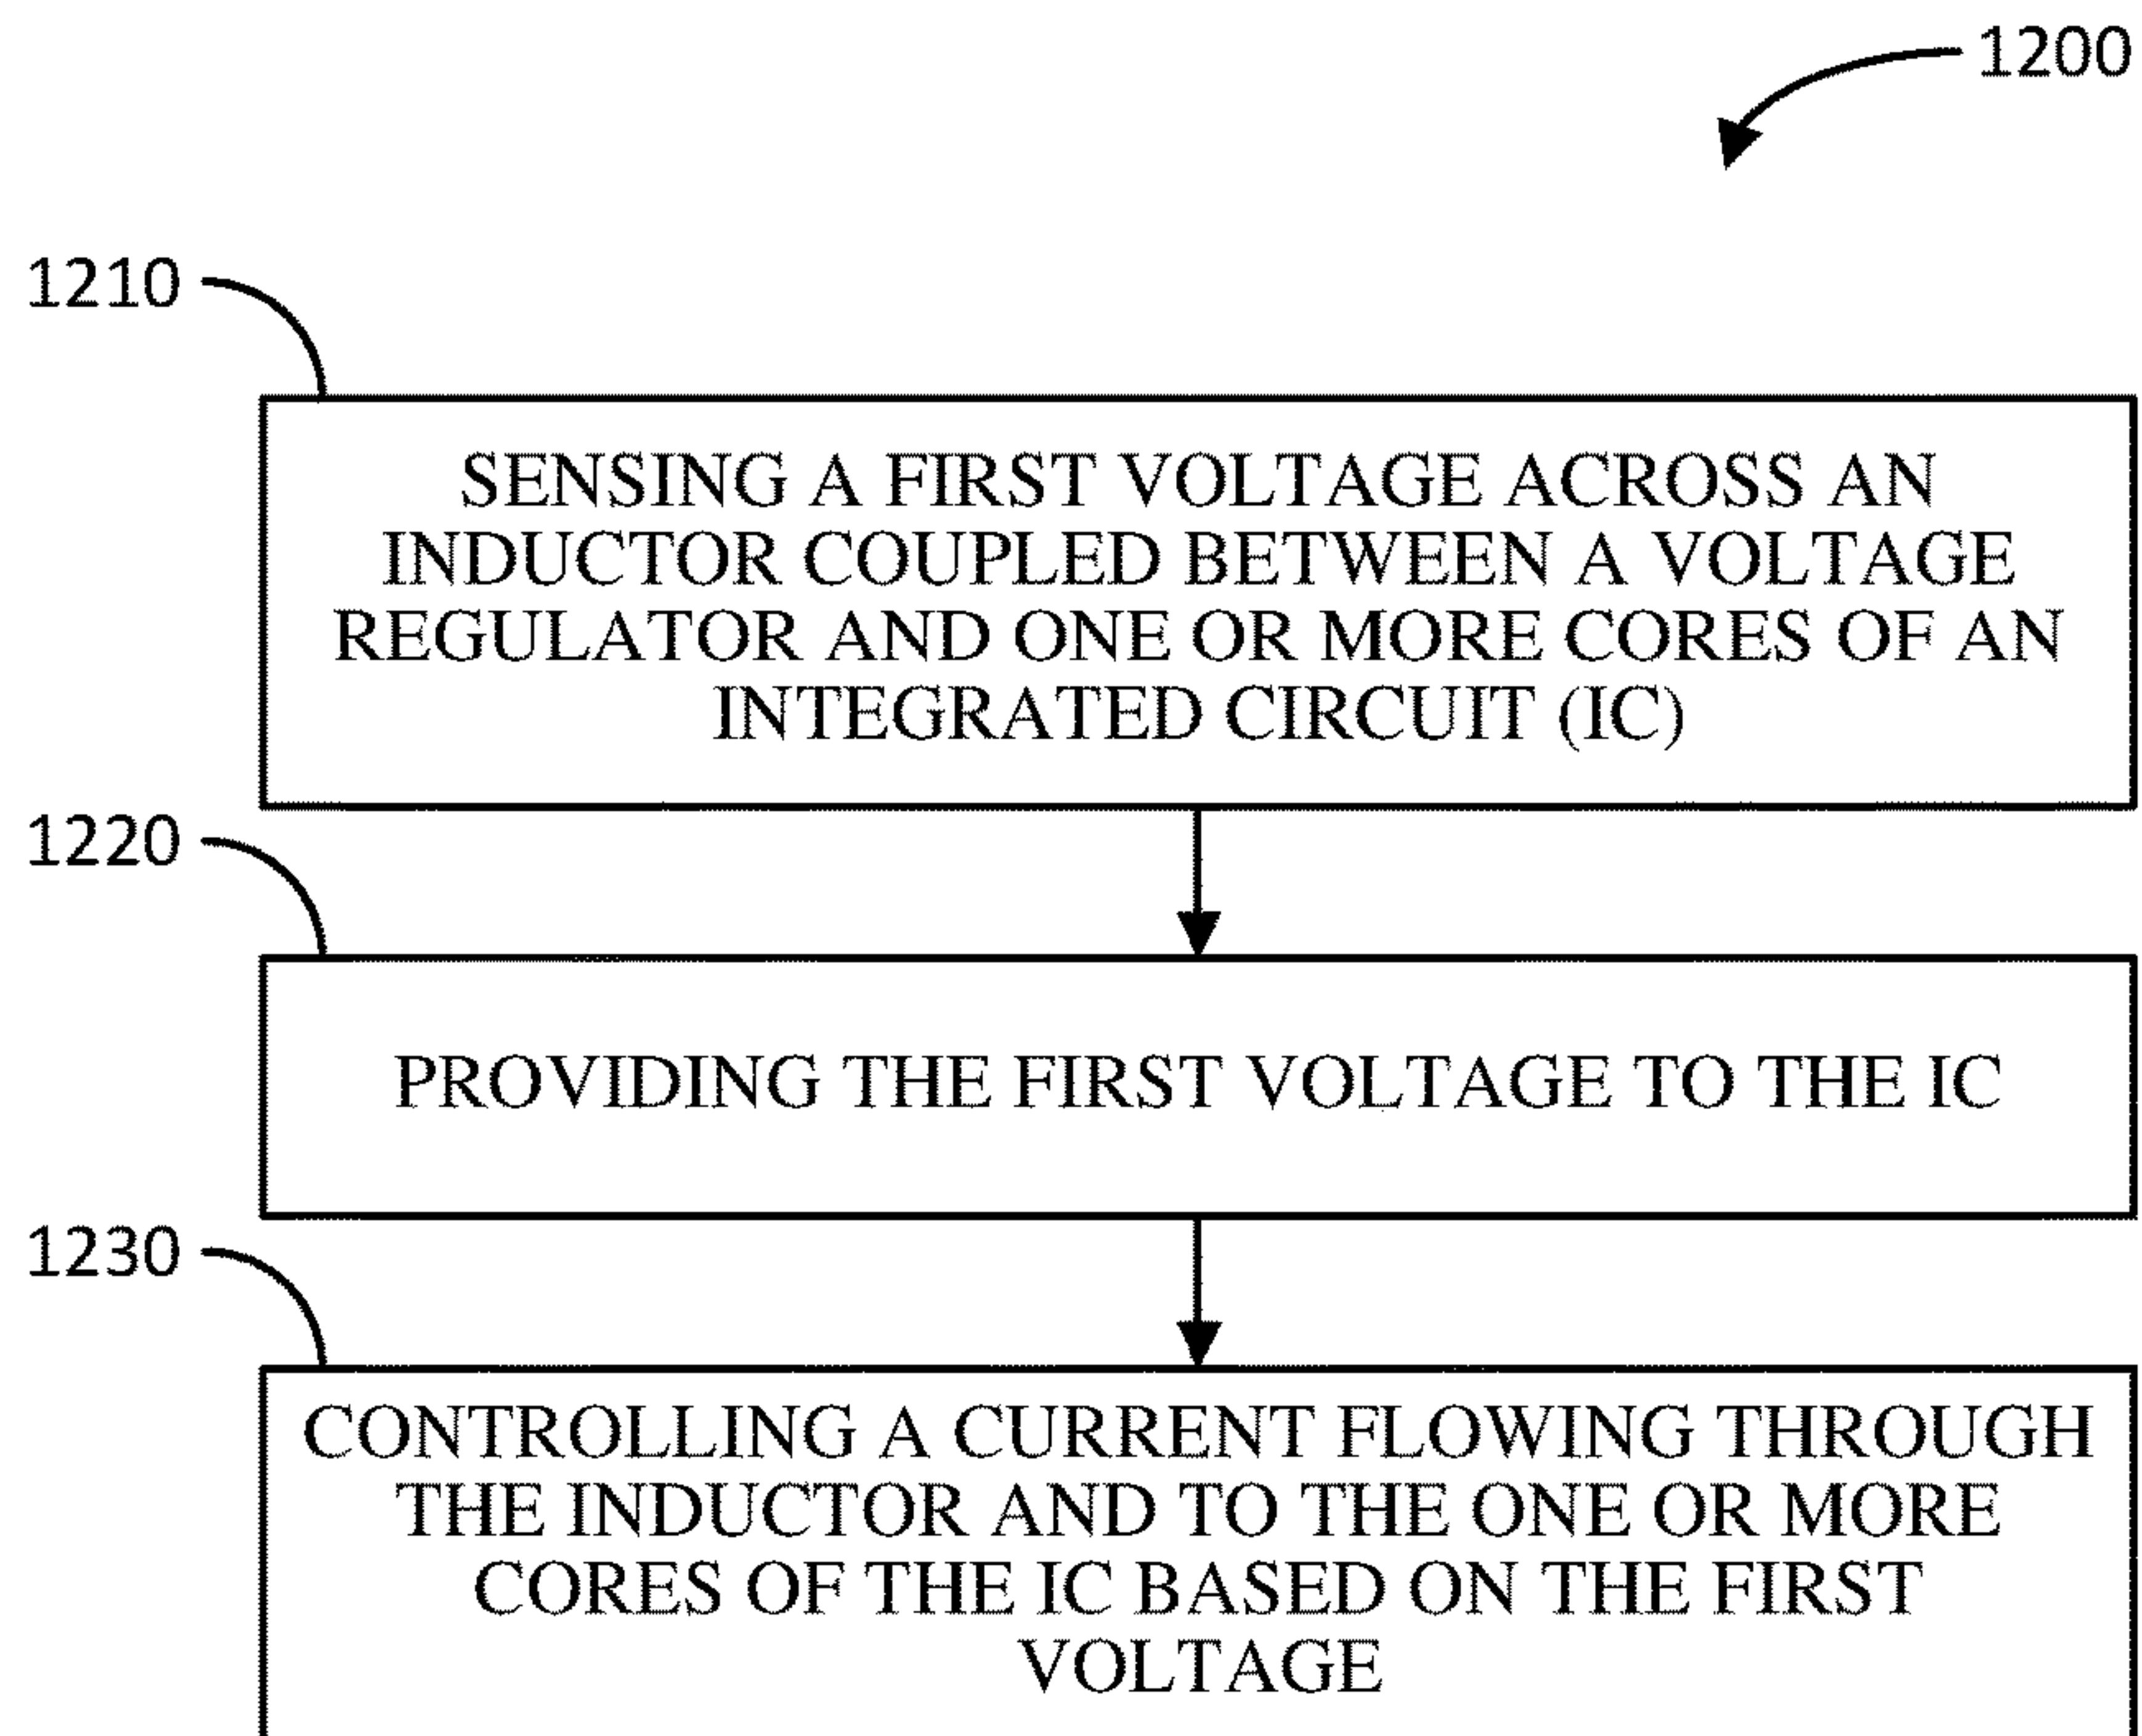 1200
1210
SENSING A FIRST VOLTAGE ACROSS AN
INDUCTOR COUPLED BETWEEN A VOLTAGE
REGULATOR AND ONE OR MORE CORES OF AN
INTEGRATED CIRCUIT (IC)
1220
PROVIDING THE FIRST VOLTAGE TO THE IC
1230
CONTROLLING A CURRENT FLOWING THROUGH
THE INDUCTOR AND TO THE ONE OR MORE
CORES OF THE IC BASED ON THE FIRST
VOLTAGE